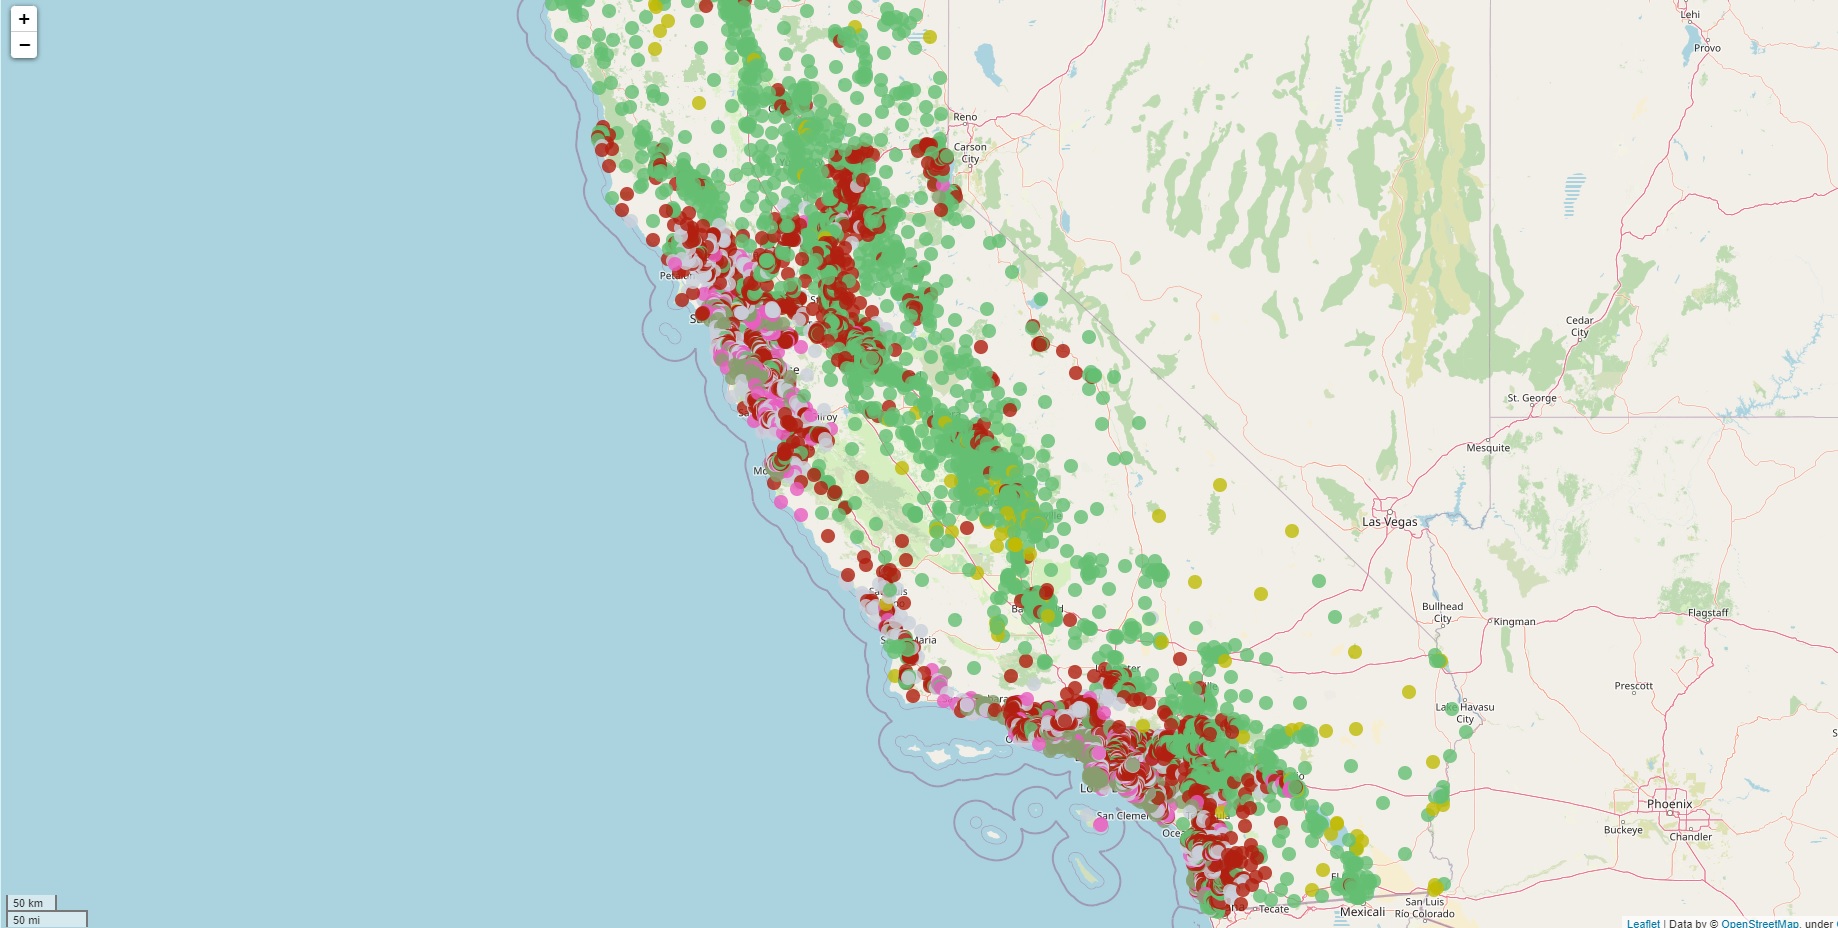 +
−
Lehi
Provo
Reno
Carson
City
Cedar
City
St. George
Mesquite
Las Vegas
Bullhead
City
Kingman
Flagstaff
Prescott
Lake Havasu
City
Phoenix
Buckeye
Chandler
San Clemen
Tecate
Mexicali
San Luis
Río Colorado
50 km
50 mi
Leaflet | Data by © OpenStreetMap, under